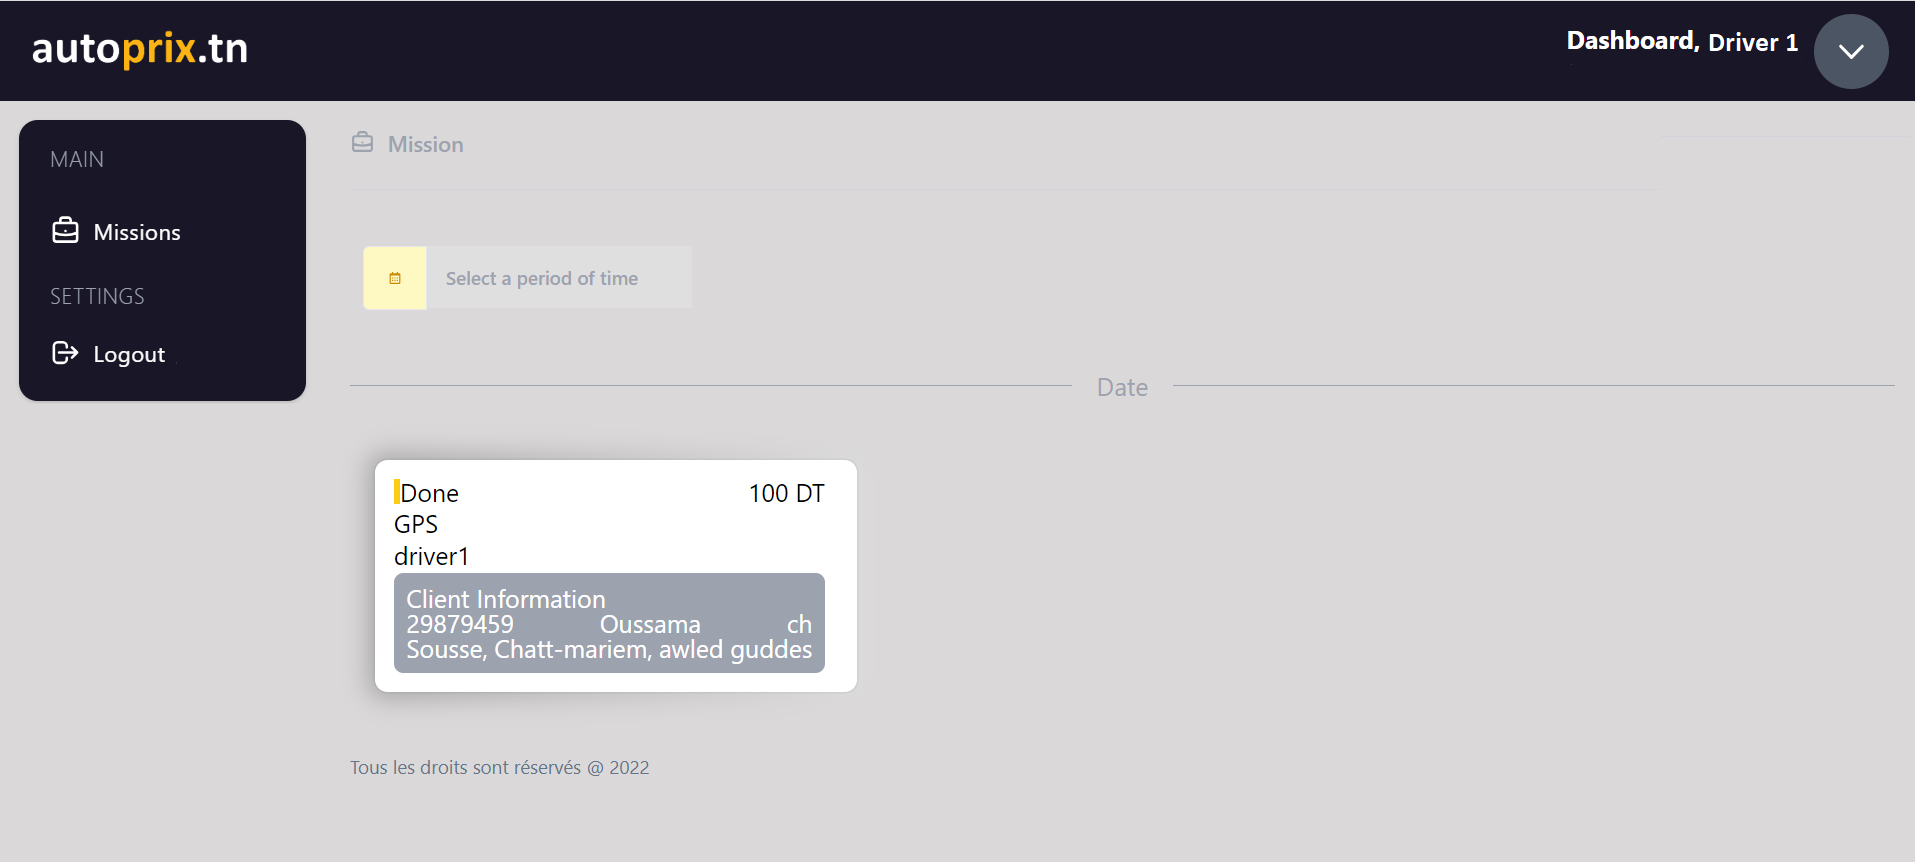 autoprix.tn
Dashboard, Driver 1
MAIN
Missions
SETTINGS
Logout
Mission
Select a period of time
Date
Done 100 DT
GPS
driver1
Client Information
29879459 Oussama ch
Sousse, Chatt-mariem, awled guddes
Tous les droits sont réservés @ 2022